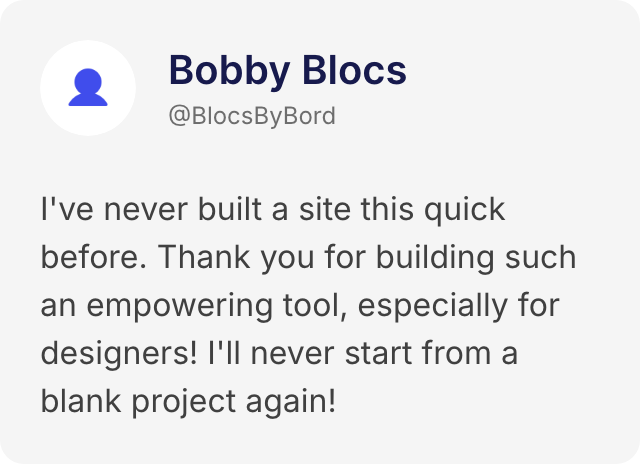 Bobby Blocs
@BlocsByBord
I've never built a site this quick
before. Thank you for building such
an empowering tool, especially for
designers! I'll never start from a
blank project again!